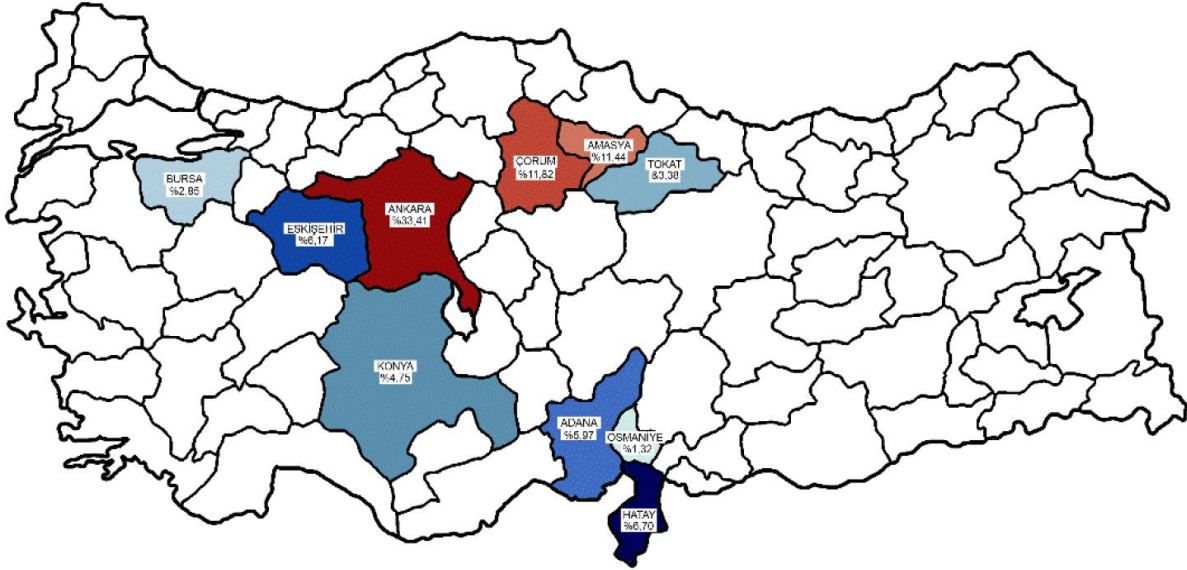 AMASYA
%11,44
ÇORUM
%11,82
TOKAT
&3,38
BURSA
%2.85
ANKARA
%33,41
ESKİŞEHİR
%6,17
KONYA
%4.75
ADANA
%5.97
OSMANİYE
%1,32
HATAY
%6,70